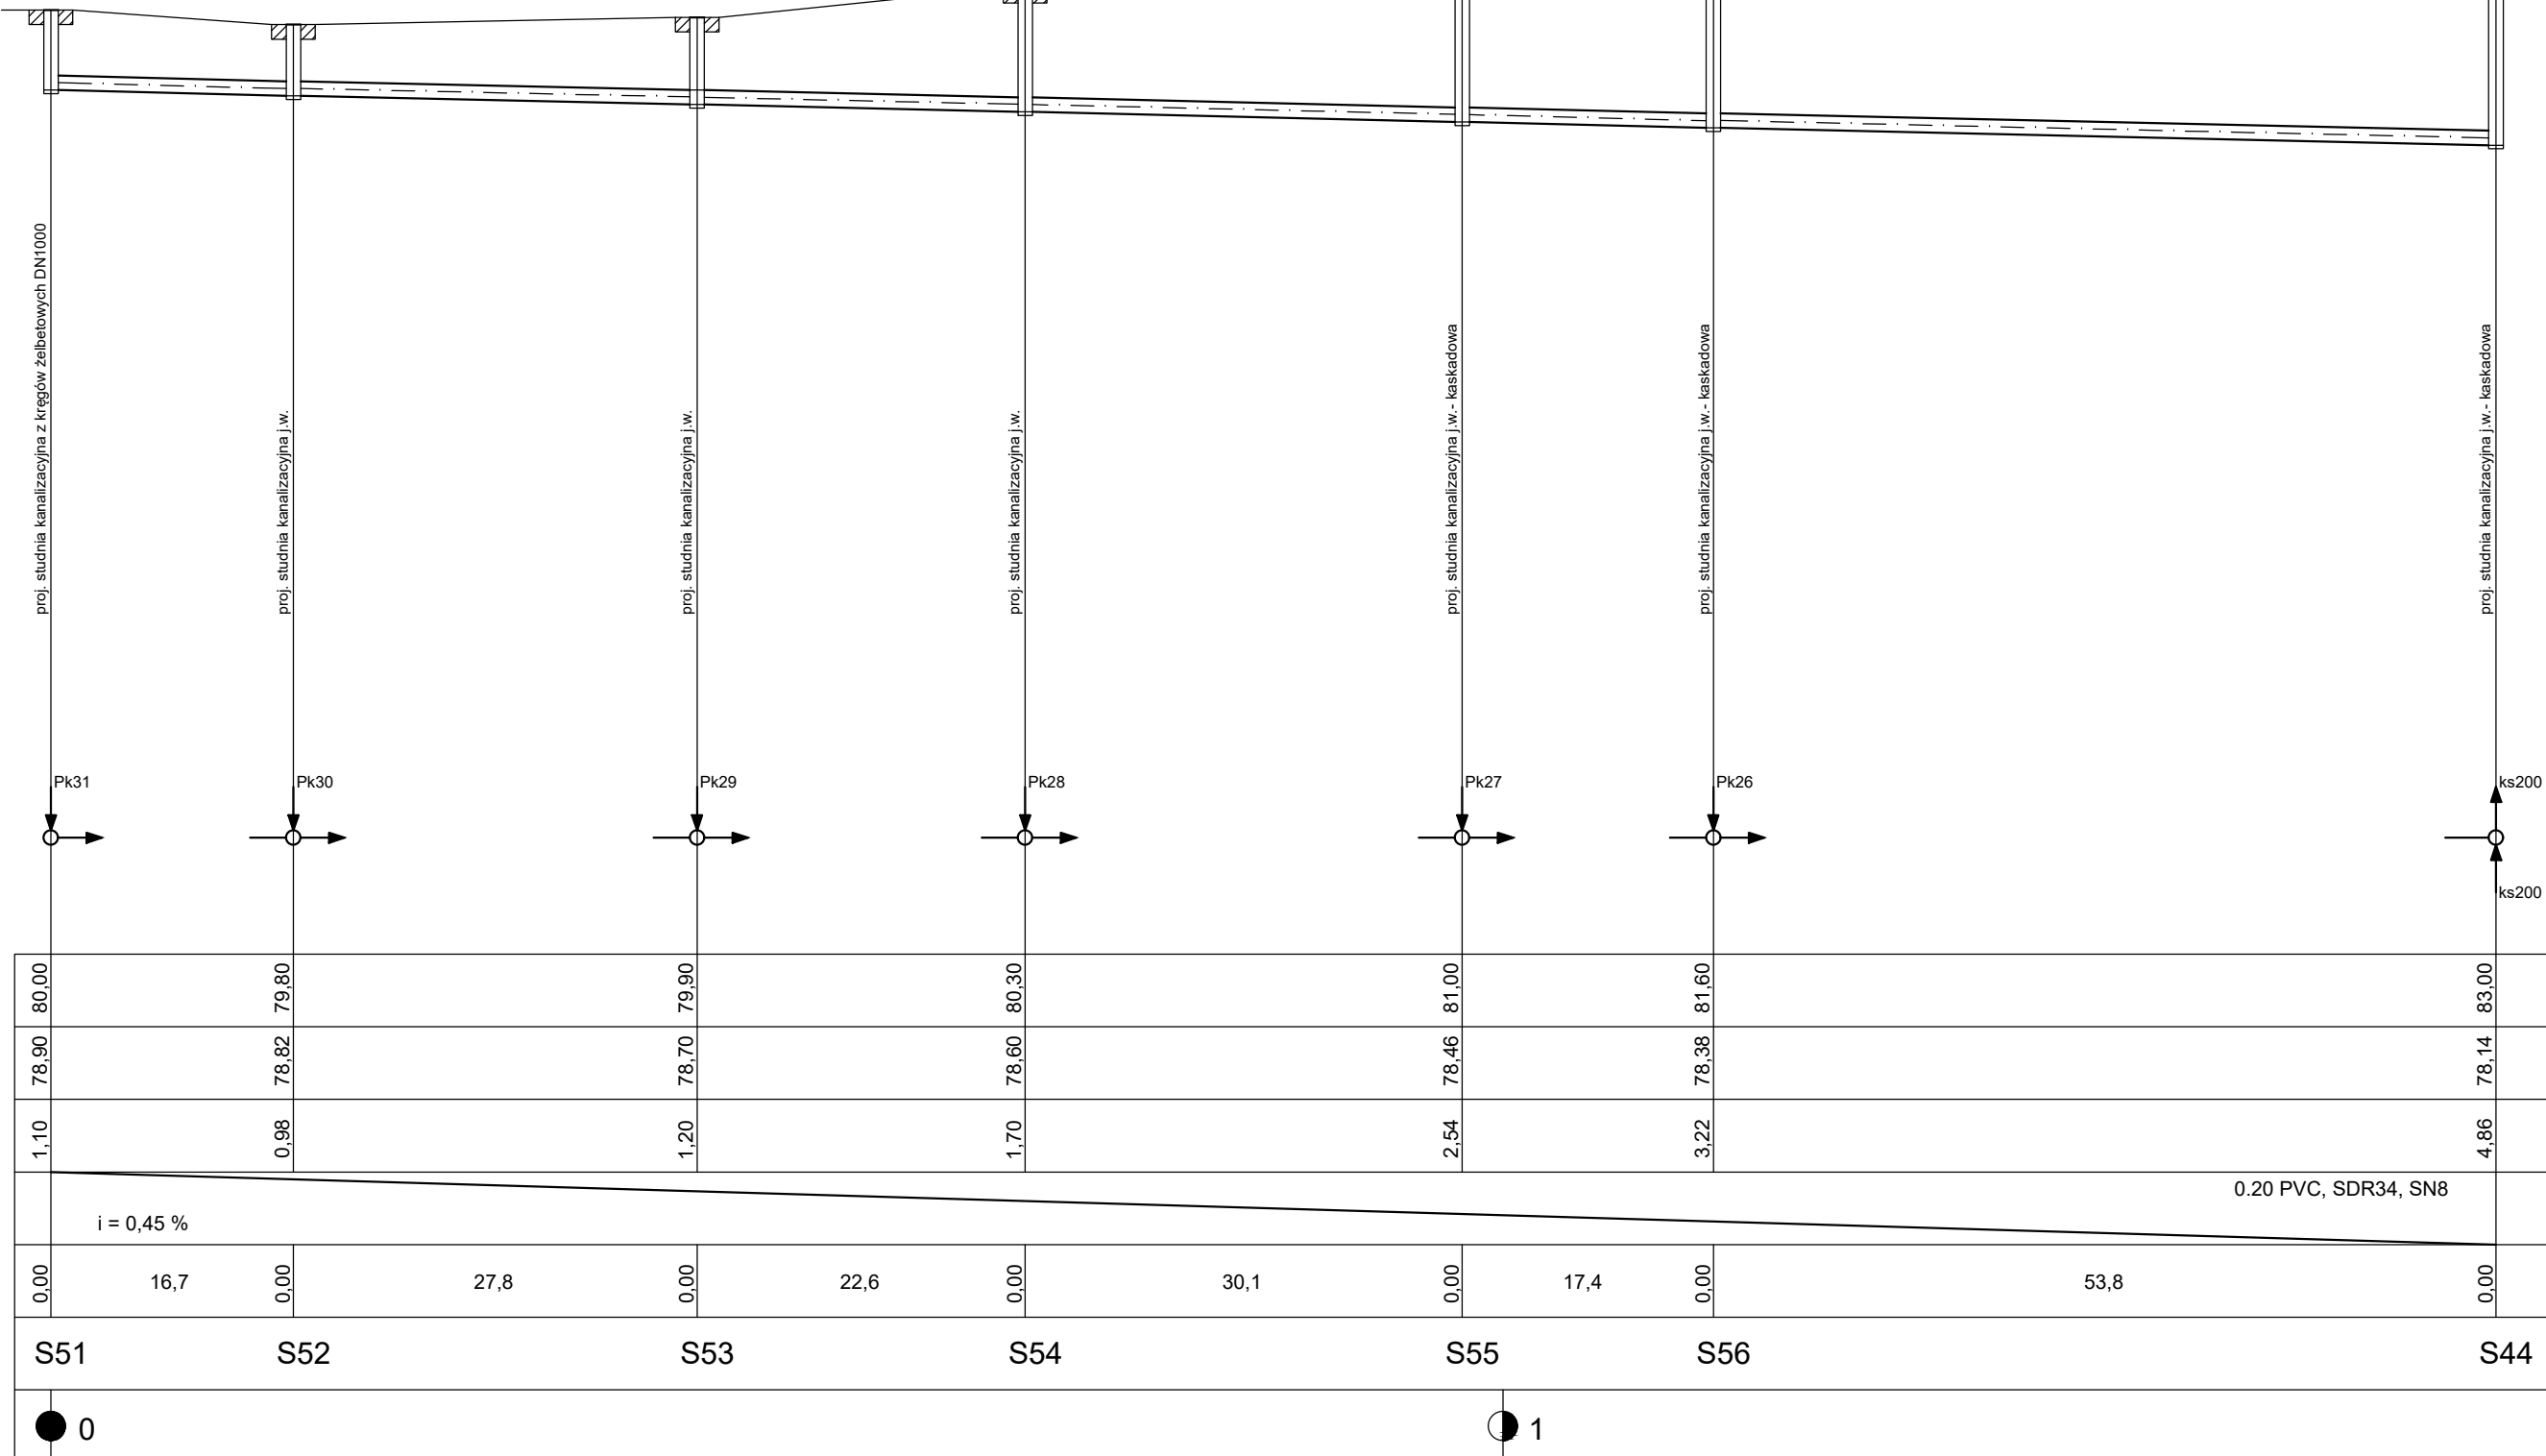 proj. studnia kanalizacyjna z kręgów żelbetowych DN1000
proj. studnia kanalizacyjna j.w.
proj. studnia kanalizacyjna j.w.
proj. studnia kanalizacyjna j.w.
proj. studnia kanalizacyjna j.w.- kaskadowa
proj. studnia kanalizacyjna j.w.- kaskadowa
proj. studnia kanalizacyjna j.w.- kaskadowa
Pk31 Pk30 Pk29 Pk28 Pk27 Pk26 ks200
ks200
80,00 79,80 79,90 80,30 81,00 81,60 83,00
78,90 78,82 78,70 78,60 78,46 78,38 78,14
1,10 0,98 1,20 1,70 2,54 3,22 4,86
0.20 PVC, SDR34, SN8
i = 0,45 %
0,00 16,7 0,00 27,8 0,00 22,6 0,00 30,1 0,00 17,4 0,00 53,8 0,00
S51 S52 S53 S54 S55 S56 S44
0 1